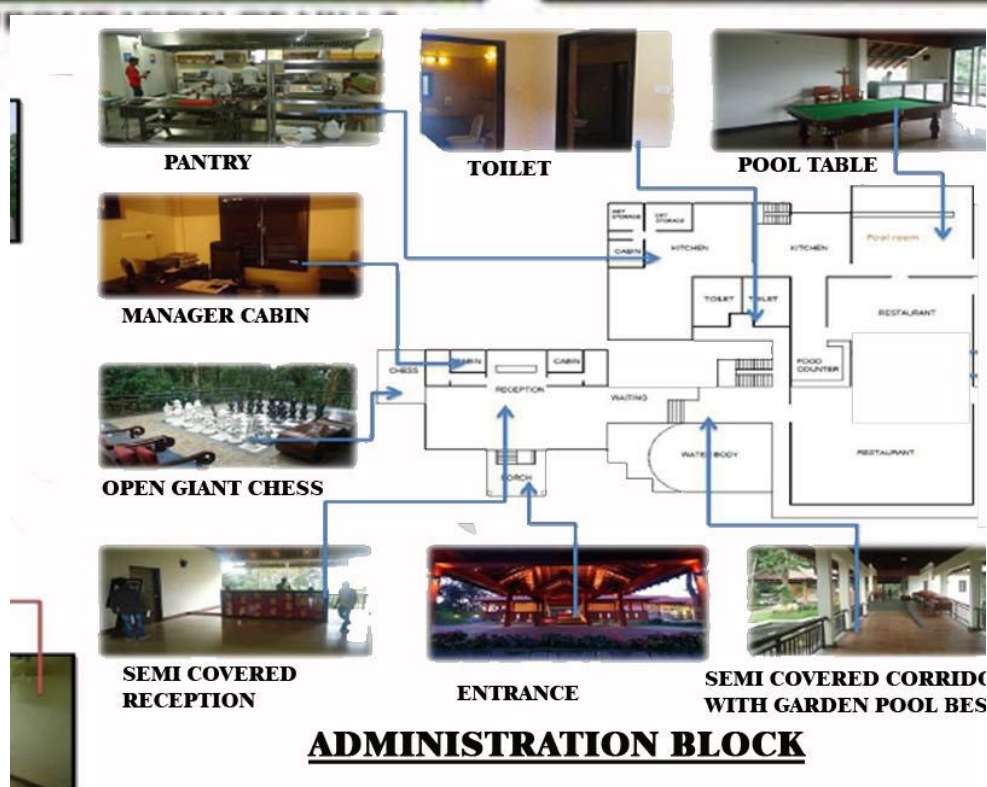 PANTRY
TOILET
POOL TABLE
MANAGER CABIN
OPEN GIANT CHESS
STORAGE
STORAGE
CABIN
KITCHEN
KITCHEN
Pool room
TOILET
TOILET
RESTAURANT
CHESS
CABIN
CABIN
FOOD
COUNTER
RECEPTION
WAITING
WATER BODY
RESTAURANT
PORCH
SEMI COVERED
RECEPTION
ENTRANCE
SEMI COVERED CORRIDO
WITH GARDEN POOL BES
ADMINISTRATION BLOCK